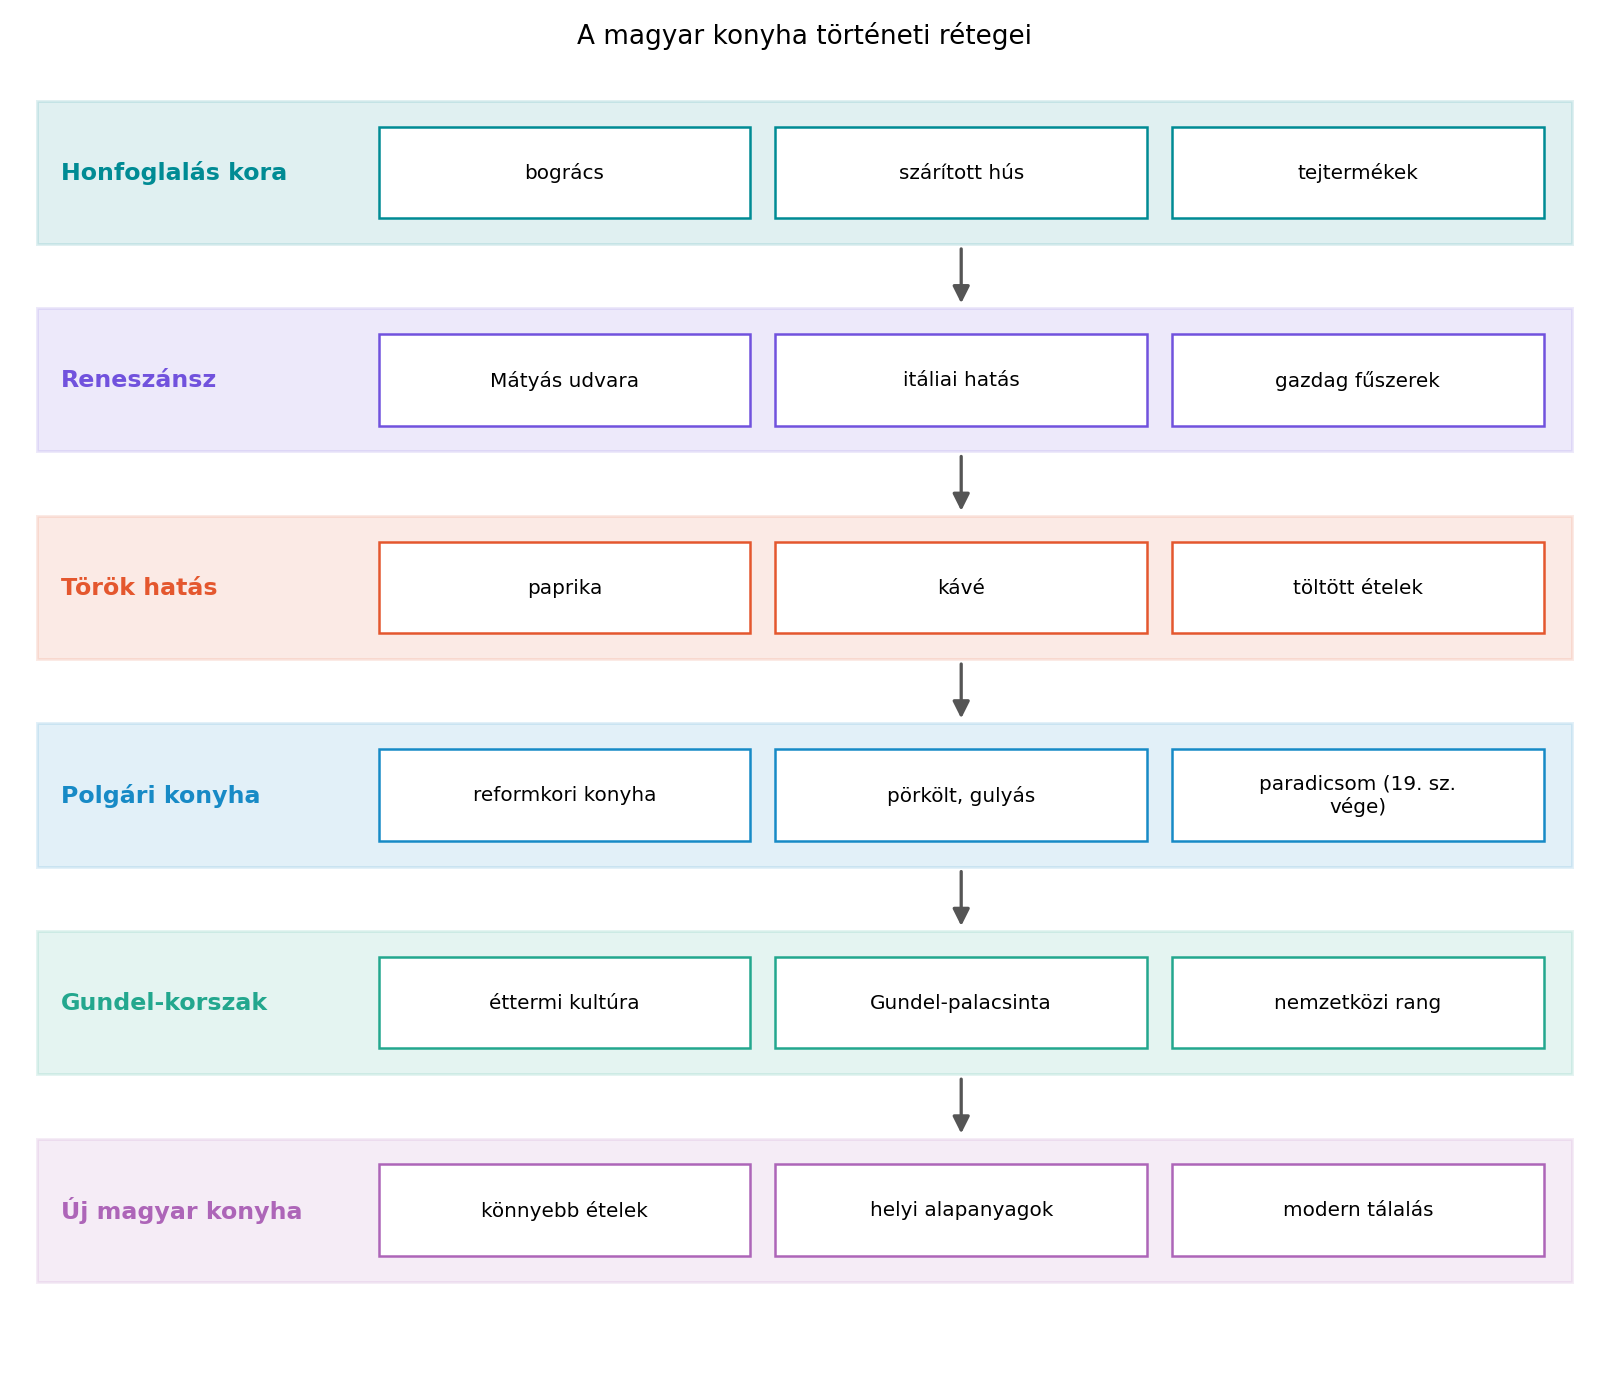 A magyar konyha történeti rétegei
Honfoglalás kora
bogrács
szárított hús
tejtermékek
Reneszánsz
Mátyás udvara
itáliai hatás
gazdag fűszerek
Török hatás
paprika
kávé
töltött ételek
Polgári konyha
reformkori konyha
pörkölt, gulyás
paradicsom (19. sz.
vége)
Gundel-korszak
éttermi kultúra
Gundel-palacsinta
nemzetközi rang
Új magyar konyha
könnyebb ételek
helyi alapanyagok
modern tálalás